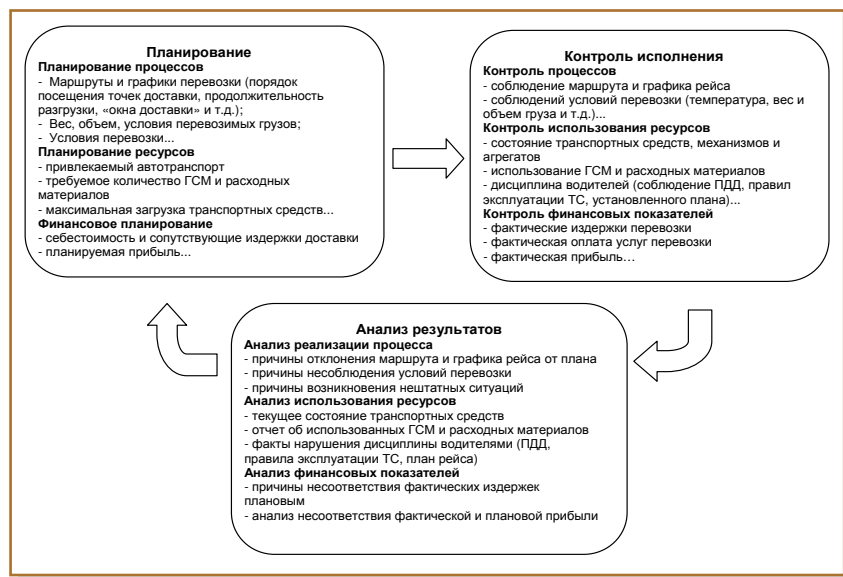 Планирование
Планирование процессов
- Маршруты и графики перевозки (порядок
посещения точек доставки, продолжительность
разгрузки, «окна доставки» и т.д.);
- Вес, объем, условия перевозимых грузов;
- Условия перевозки...
Планирование ресурсов
- привлекаемый автотранспорт
- требуемое количество ГСМ и расходных
материалов
- максимальная загрузка транспортных средств...
Финансовое планирование
- себестоимость и сопутствующие издержки доставки
- планируемая прибыль...
Контроль исполнения
Контроль процессов
- соблюдение маршрута и графика рейса
- соблюдений условий перевозки (температура, вес и
объем груза и т.д.)...
Контроль использования ресурсов
- состояние транспортных средств, механизмов и
агрегатов
- использование ГСМ и расходных материалов
- дисциплина водителей (соблюдение ПДД, правил
эксплуатации ТС, установленного плана)...
Контроль финансовых показателей
- фактические издержки перевозки
- фактическая оплата услуг перевозки
- фактическая прибыль…
Анализ результатов
Анализ реализации процесса
- причины отклонения маршрута и графика рейса от плана
- причины несоблюдения условий перевозки
- причины возникновения нештатных ситуаций
Анализ использования ресурсов
- текущее состояние транспортных средств
- отчет об использованных ГСМ и расходных материалов
- факты нарушения дисциплины водителями (ПДД,
правила эксплуатации ТС, план рейса)
Анализ финансовых показателей
- причины несоответствия фактических издержек
плановым
- анализ несоответствия фактической и плановой прибыли